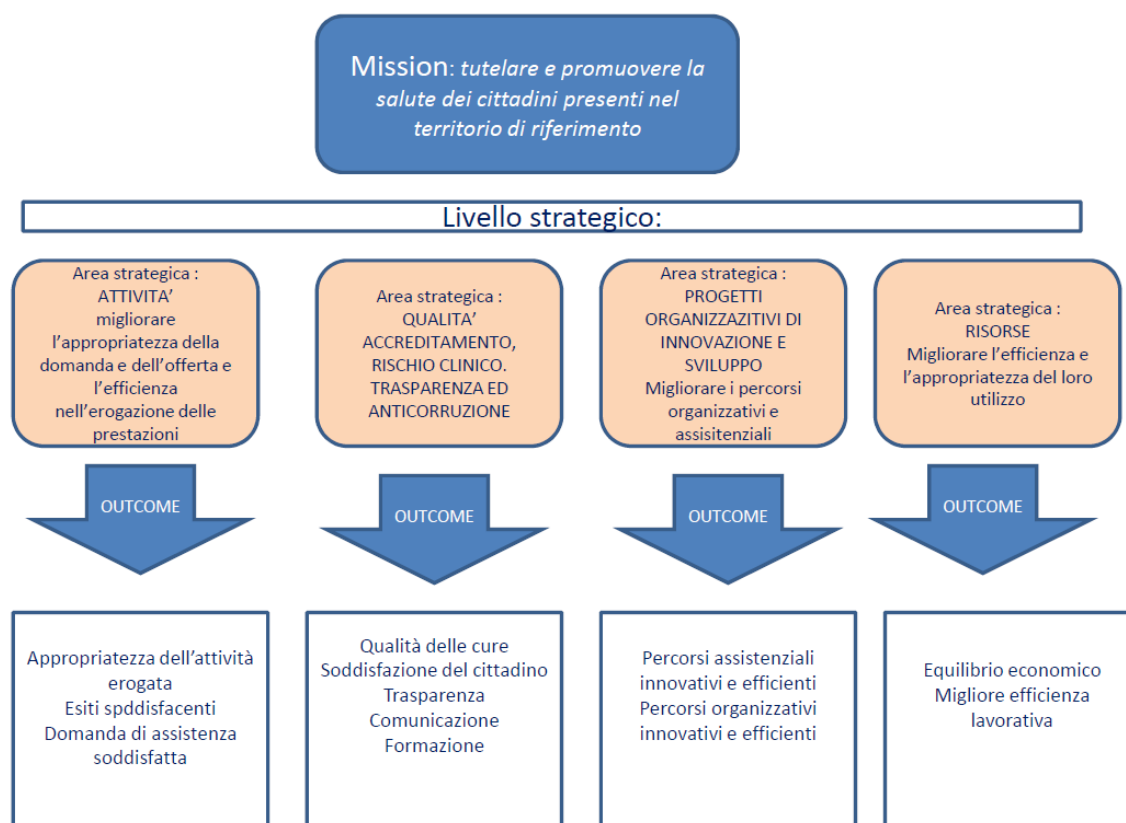 Mission: tutelare e promuovere la
salute dei cittadini presenti nel
territorio di riferimento
Livello strategico:
Area strategica :
ATTIVITA’
migliorare
l’appropriatezza della
domanda e dell’offerta e
l’efficienza
nell’erogazione delle
prestazioni
Area strategica :
QUALITA’
ACCREDITAMENTO,
RISCHIO CLINICO.
TRASPARENZA ED
ANTICORRUZIONE
Area strategica :
PROGETTI
ORGANIZZAZITIVI DI
INNOVAZIONE E
SVILUPPO
Migliorare i percorsi
organizzativi e
assisitenziali
Area strategica :
RISORSE
Migliorare l’efficienza e
l’appropriatezza del loro
utilizzo
OUTCOME
OUTCOME
OUTCOME
OUTCOME
Appropriatezza dell’attività
erogata
Esiti spddisfacenti
Domanda di assistenza
soddisfatta
Qualità delle cure
Soddisfazione del cittadino
Trasparenza
Comunicazione
Formazione
Percorsi assistenziali
innovativi e efficienti
Percorsi organizzativi
innovativi e efficienti
Equilibrio economico
Migliore efficienza
lavorativa